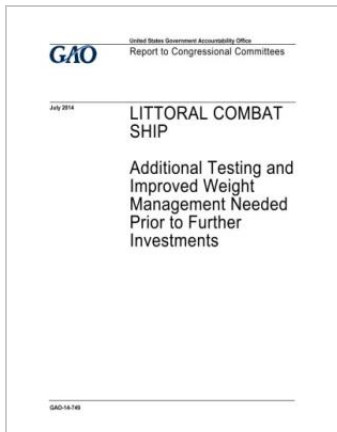 United States Government Accountability Office
GAO
Report to Congressional Committees
July 2014
LITTORAL COMBAT
SHIP
Additional Testing and
Improved Weight
Management Needed
Prior to Further
Investments
GAO-14-749